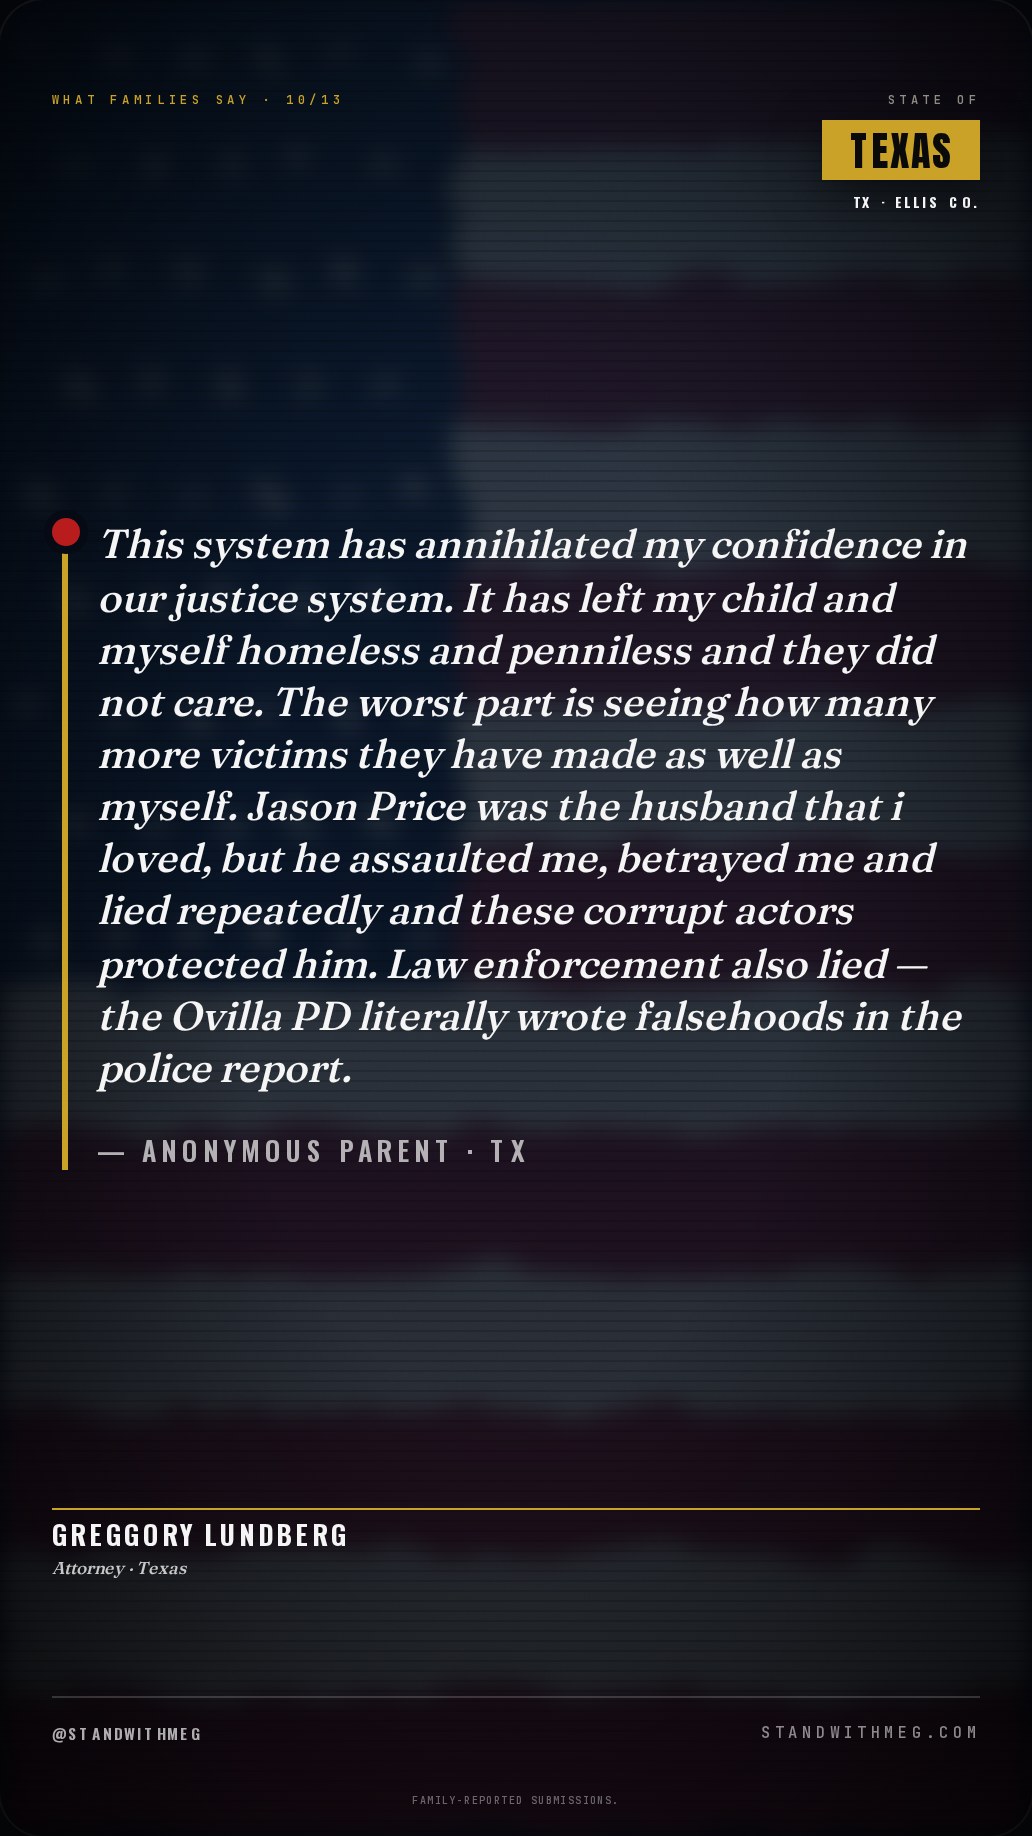 WHAT FAMILIES SAY · 10/13
STATE OF
TEXAS
TX · ELLIS CO.
This system has annihilated my confidence in
our justice system. It has left my child and
myself homeless and penniless and they did
not care. The worst part is seeing how many
more victims they have made as well as
myself. Jason Price was the husband that i
loved, but he assaulted me, betrayed me and
lied repeatedly and these corrupt actors
protected him. Law enforcement also lied —
the Ovilla PD literally wrote falsehoods in the
police report.
— ANONYMOUS PARENT · TX
GREGGORY LUNDBERG
Attorney · Texas
@STANDWITHMEG
STANDWITHMEG.COM
FAMILY-REPORTED SUBMISSIONS.